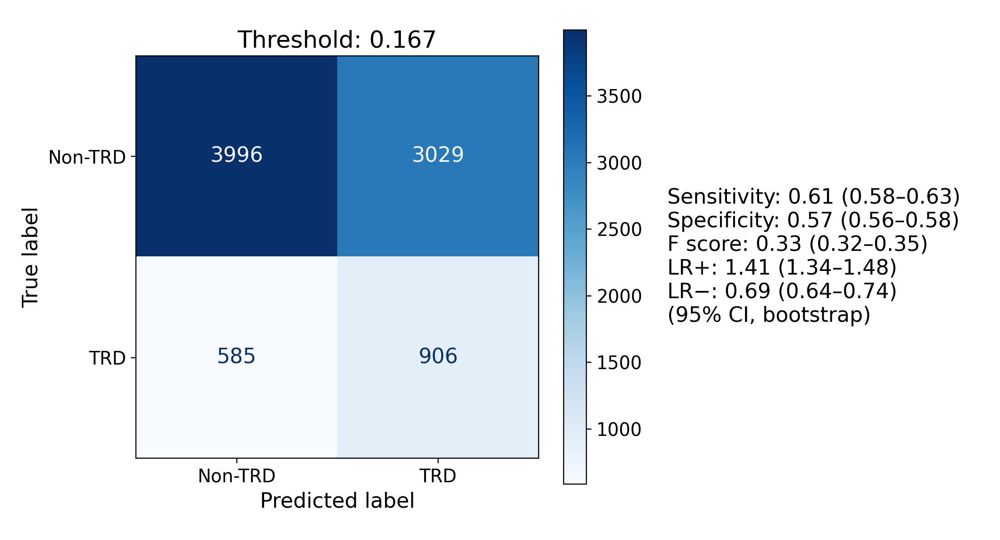 Threshold: 0.167
True label
Non-TRD
TRD
3996
3029
585
906
Non-TRD
TRD
Predicted label
3500
3000
2500
2000
1500
1000
Sensitivity: 0.61 (0.58–0.63)
Specificity: 0.57 (0.56–0.58)
F score: 0.33 (0.32–0.35)
LR+: 1.41 (1.34–1.48)
LR−: 0.69 (0.64–0.74)
(95% CI, bootstrap)